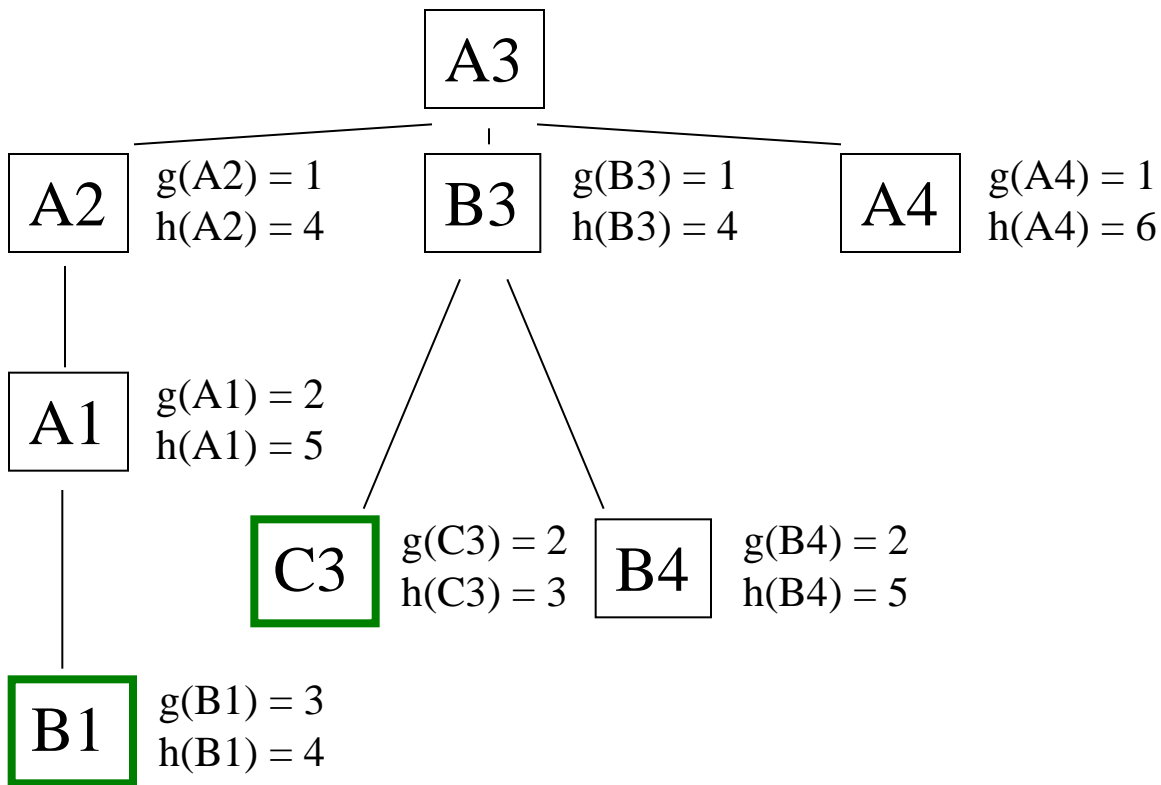 A3
A2
g(A2) = 1
h(A2) = 4
B3
g(B3) = 1
h(B3) = 4
A4
g(A4) = 1
h(A4) = 6
A1
g(A1) = 2
h(A1) = 5
C3
g(C3) = 2
h(C3) = 3
B4
g(B4) = 2
h(B4) = 5
B1
g(B1) = 3
h(B1) = 4